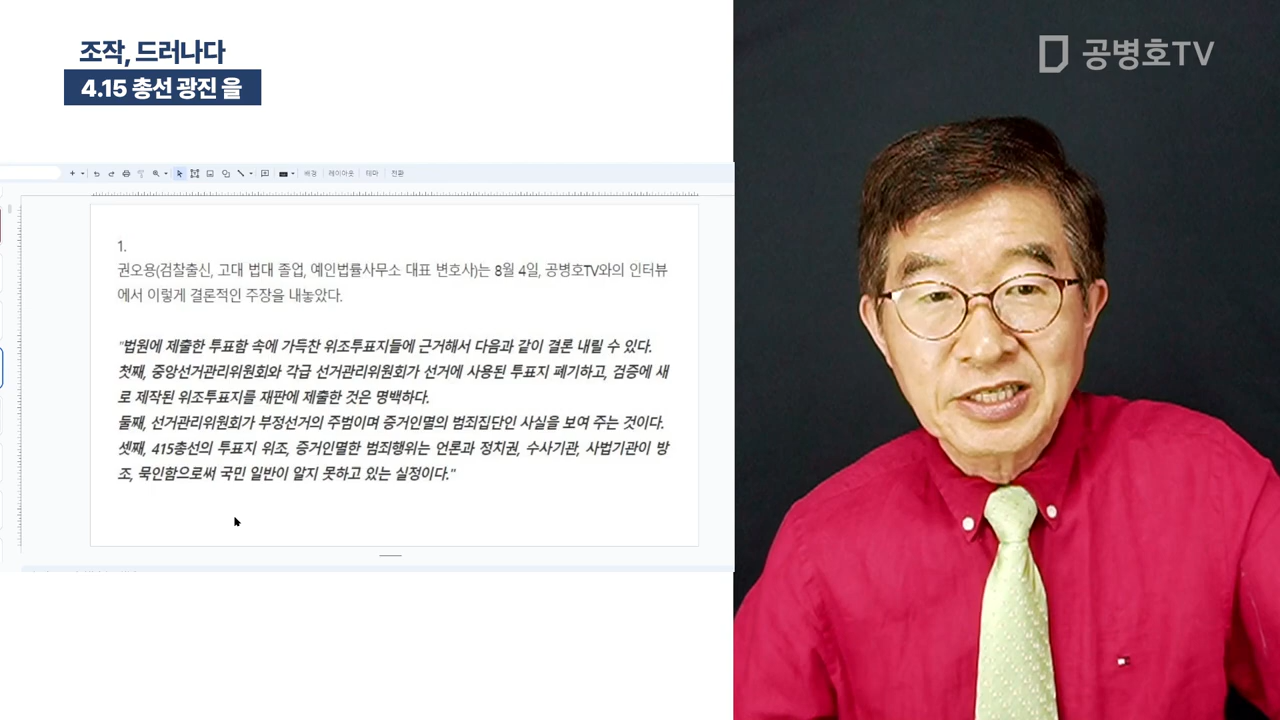 조작, 드러나다
4.15 총선 광진 을
공병호TV
배경 레이아웃 테마 전환
1.
권오용(검찰출신, 고대 법대 졸업, 예인법률사무소 대표 변호사)는 8월 4일, 공병호TV와의 인터뷰
에서 이렇게 결론적인 주장을 내놓았다.
"법원에 제출한 투표함 속에 가득찬 위조투표지들에 근거해서 다음과 같이 결론 내릴 수 있다.
첫째, 중앙선거관리위원회와 각급 선거관리위원회가 선거에 사용된 투표지 폐기하고, 검증에 새
로 제작된 위조투표지를 재판에 제출한 것은 명백하다.
둘째, 선거관리위원회가 부정선거의 주범이며 증거인멸의 범죄집단인 사실을 보여 주는 것이다.
셋째, 415총선의 투표지 위조, 증거인멸한 범죄행위는 언론과 정치권, 수사기관, 사법기관이 방
조, 묵인함으로써 국민 일반이 알지 못하고 있는 실정이다."